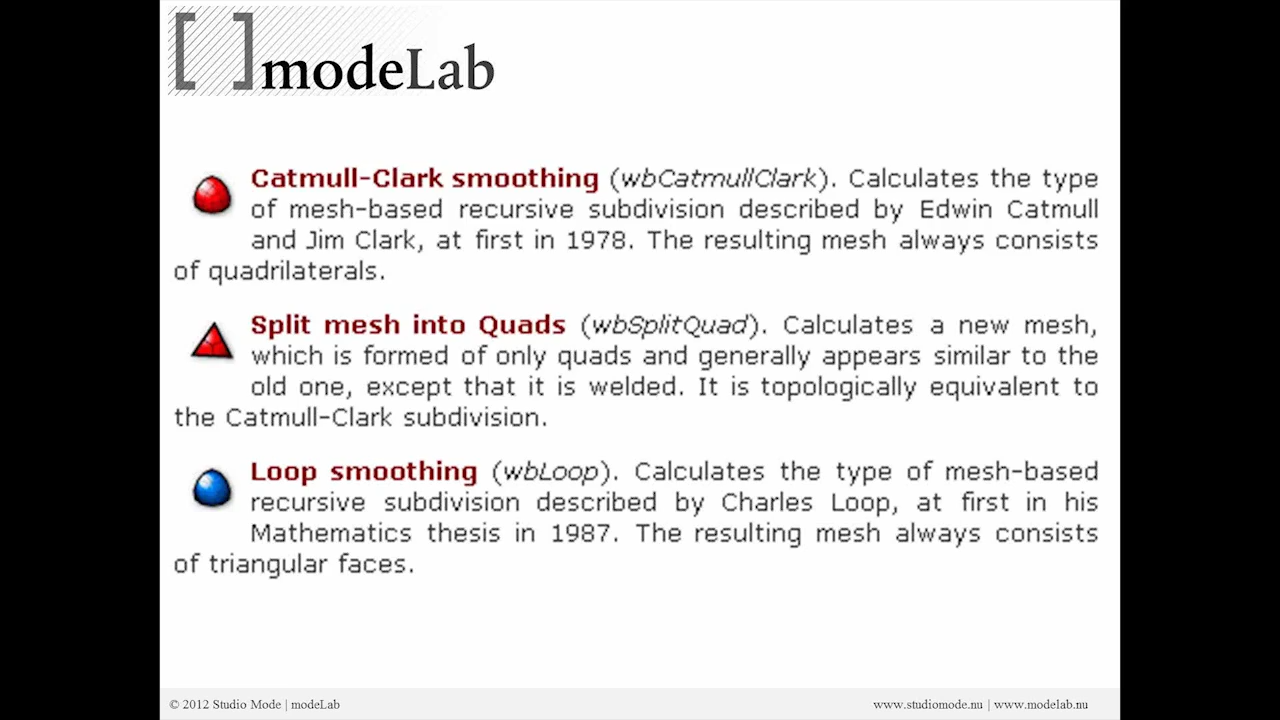 [ ] modeLab
Catmull-Clark smoothing (wbCatmullClark). Calculates the type
of mesh-based recursive subdivision described by Edwin Catmull
and Jim Clark, at first in 1978. The resulting mesh always consists
of quadrilaterals.
Split mesh into Quads (wbSplitQuad). Calculates a new mesh,
which is formed of only quads and generally appears similar to the
old one, except that it is welded. It is topologically equivalent to
the Catmull-Clark subdivision.
Loop smoothing (wbLoop). Calculates the type of mesh-based
recursive subdivision described by Charles Loop, at first in his
Mathematics thesis in 1987. The resulting mesh always consists
of triangular faces.
© 2012 Studio Mode | modeLab
www.studiomode.nu | www.modelab.nu